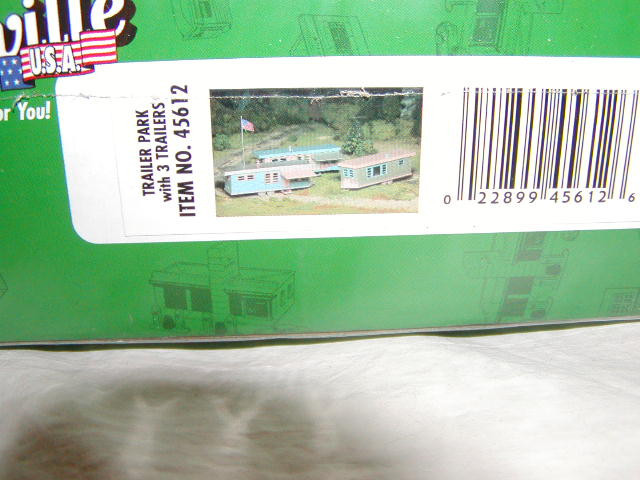 ville
U.S.A.
or You!
TRAILER PARK
with 3 TRAILERS
ITEM NO. 45612
0 22899 45612 6